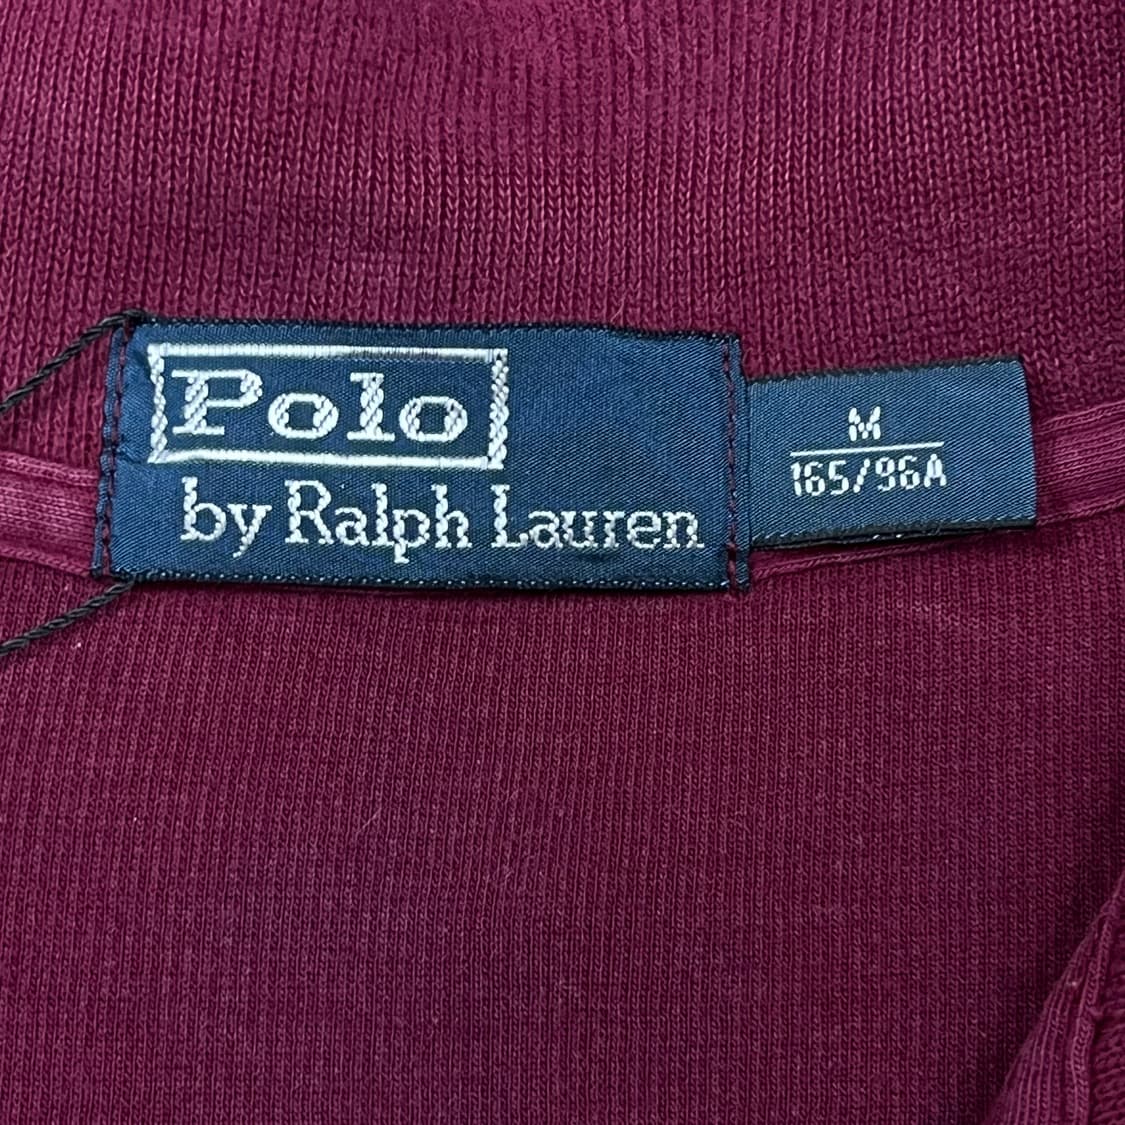 Polo
by Ralph Lauren
M
165/96A